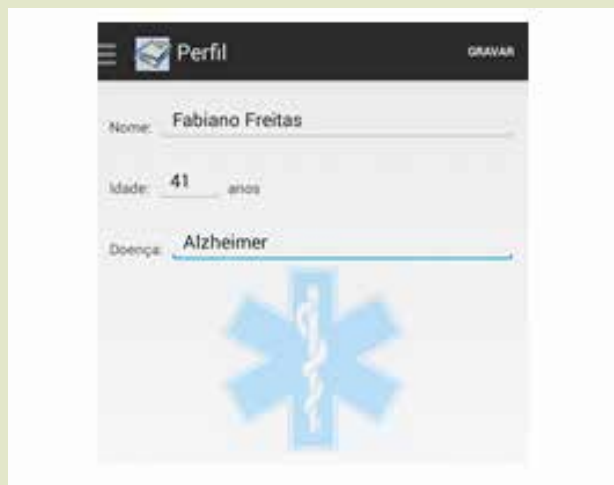 Perfil GRAVAR
Nome: Fabiano Freitas
Idade: 41 anos
Doença: Alzheimer